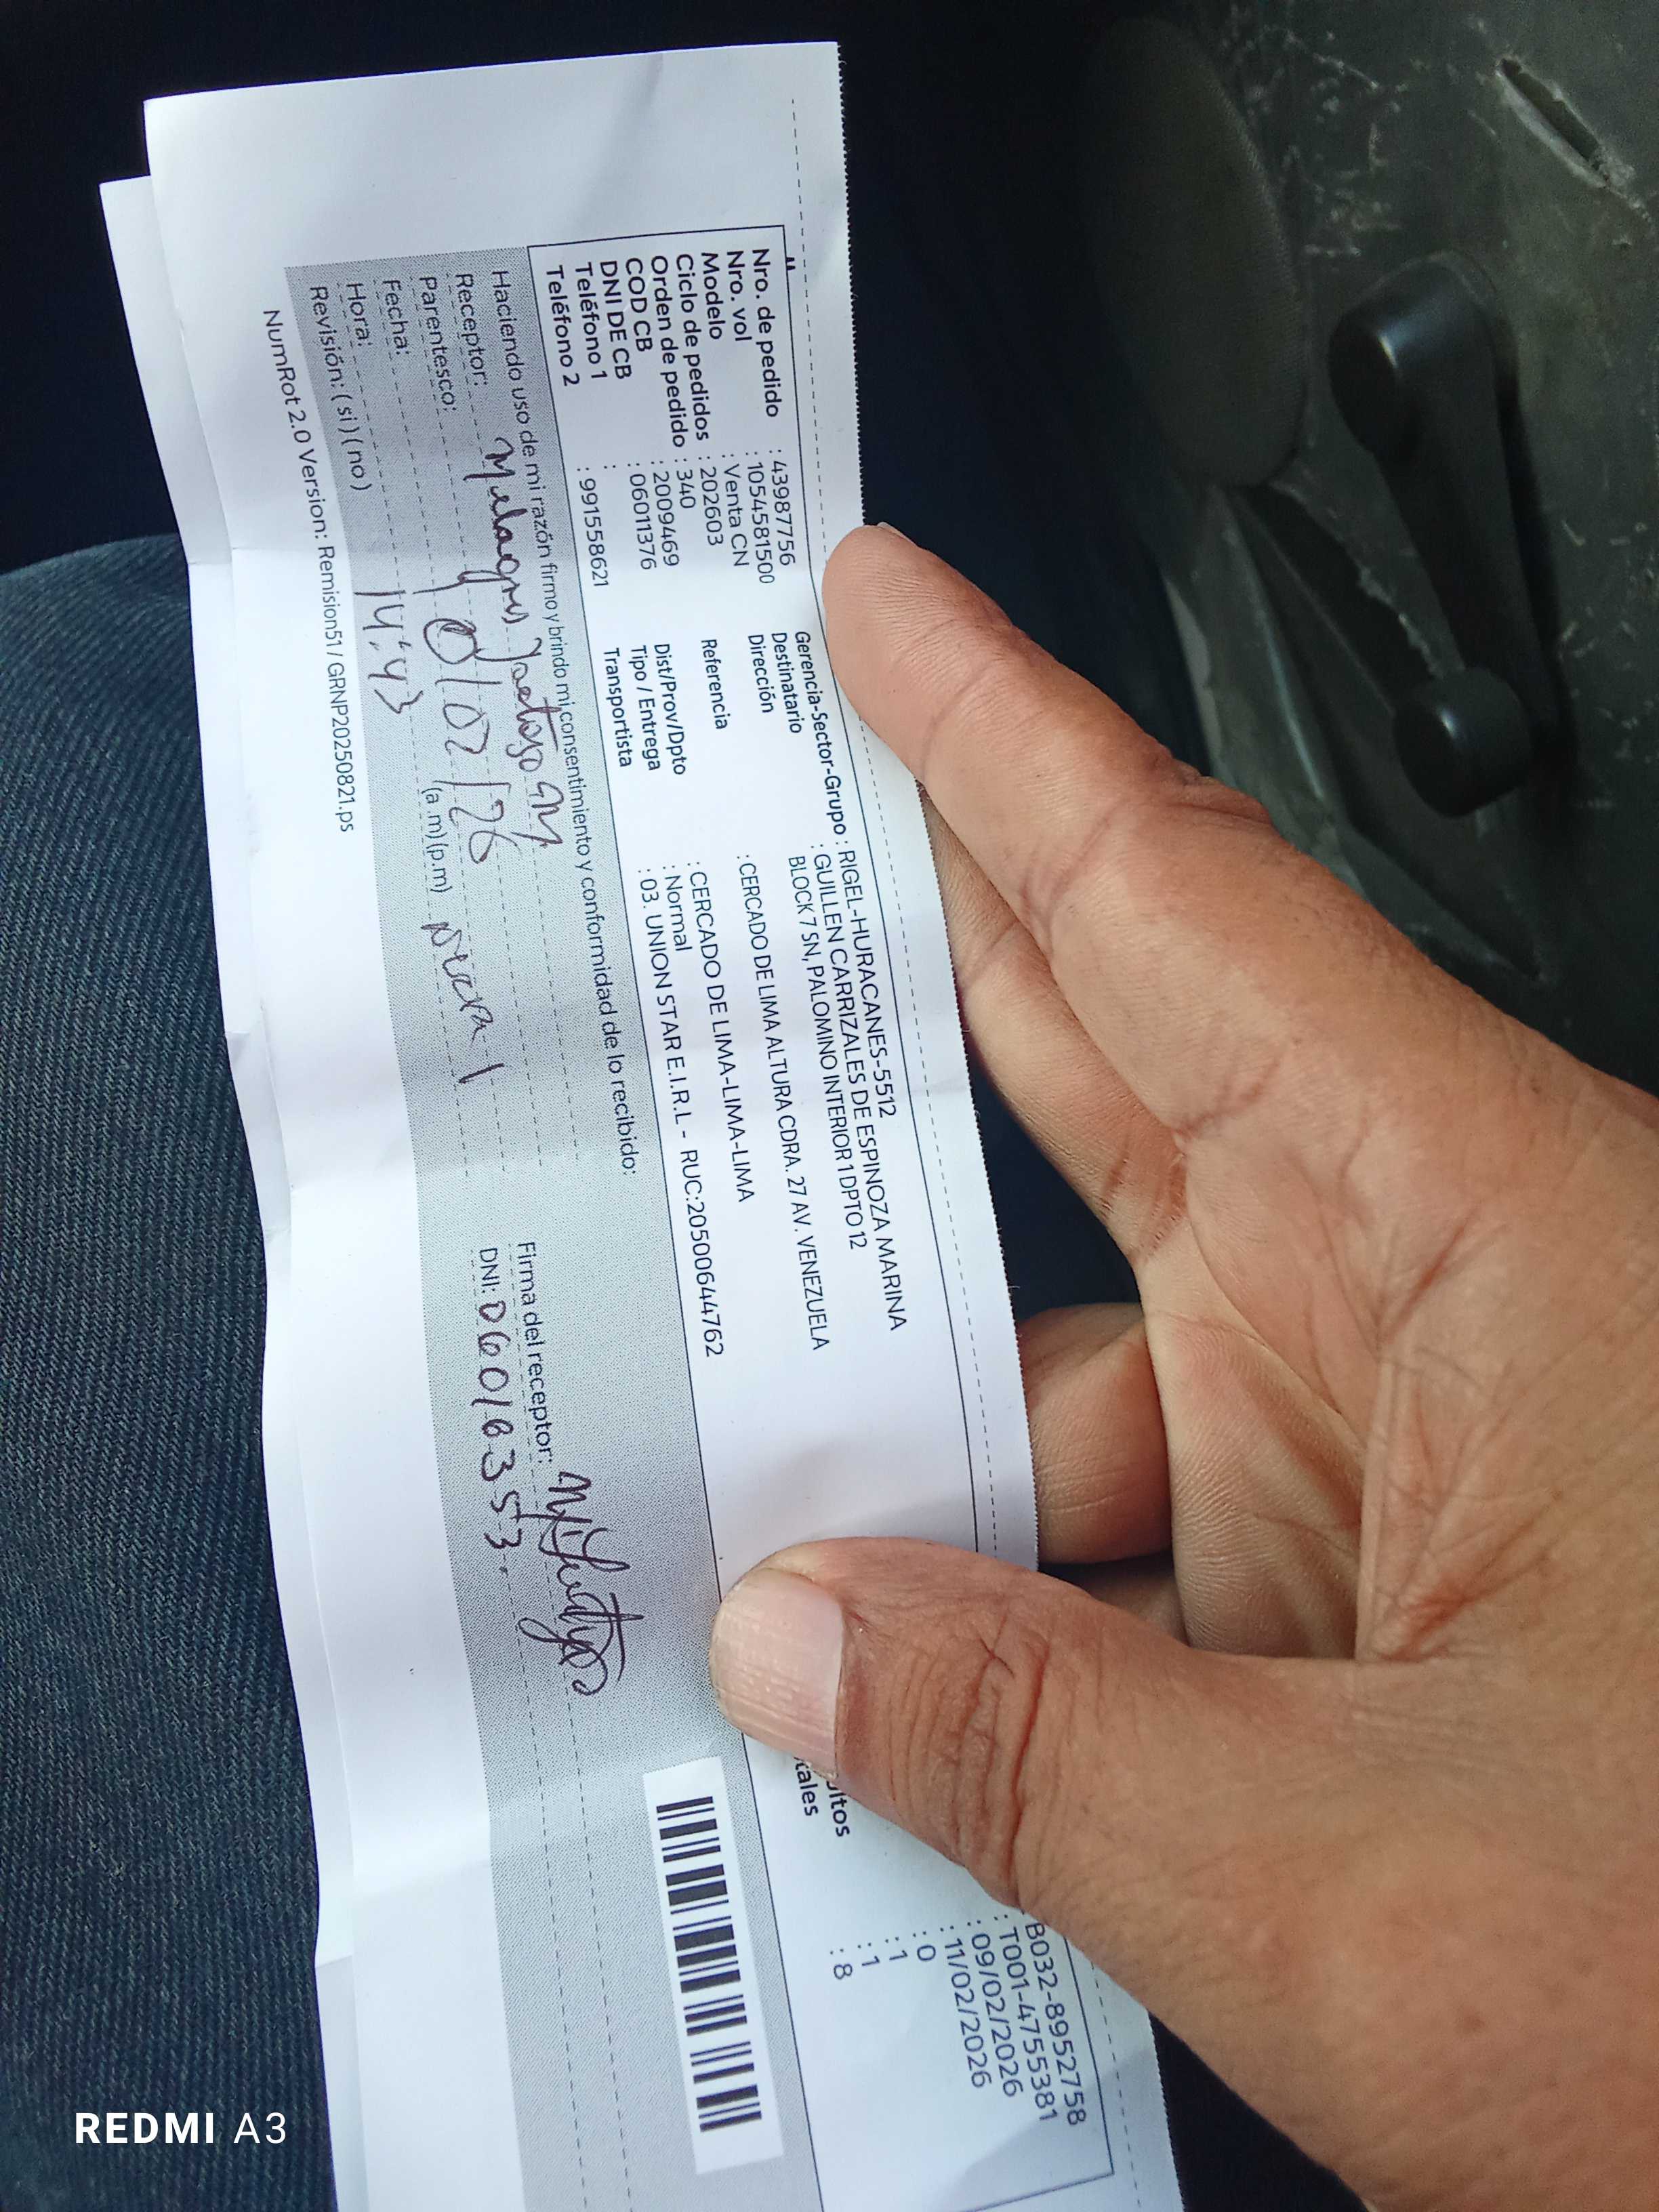 Nro. de pedido : 43987756
Nro. vol : 1054581500
Modelo : Venta CN
Ciclo de pedidos : 202603
Orden de pedido : 340
COD CB : 2009469
DNI DE CB : 06011376
Teléfono 1 :
Teléfono 2 : 991558621
Gerencia-Sector-Grupo : RIGEL-HURACANES-5512
Destinatario : GUILLEN CARRIZALES DE ESPINOZA MARINA
Dirección BLOCK 7 SN, PALOMINO INTERIOR 1 DPTO 12
Referencia : CERCADO DE LIMA ALTURA CDRA. 27 AV. VENEZUELA
Dist/Prov/Dpto : CERCADO DE LIMA-LIMA-LIMA
Tipo / Entrega : Normal
Transportista : 03. UNION STAR E.I.R.L - RUC:20500644762
B032-8952758
: T001-4755381
: 09/02/2026
: 11/02/2026
: 0
: 1
: 1
: 8
Haciendo uso de mi razón firmo y brindo mi consentimiento y conformidad de lo recibido:
Receptor: Milagros
Parentesco:
Fecha: /02/26
Hora: 14:43 (a .m) (p.m)
Revisión: ( si ) ( no )
Firma del receptor:
DNI: 06016353
NumRot 2.0 Version: Remision51 / GRNP20250821.ps
REDMI A3